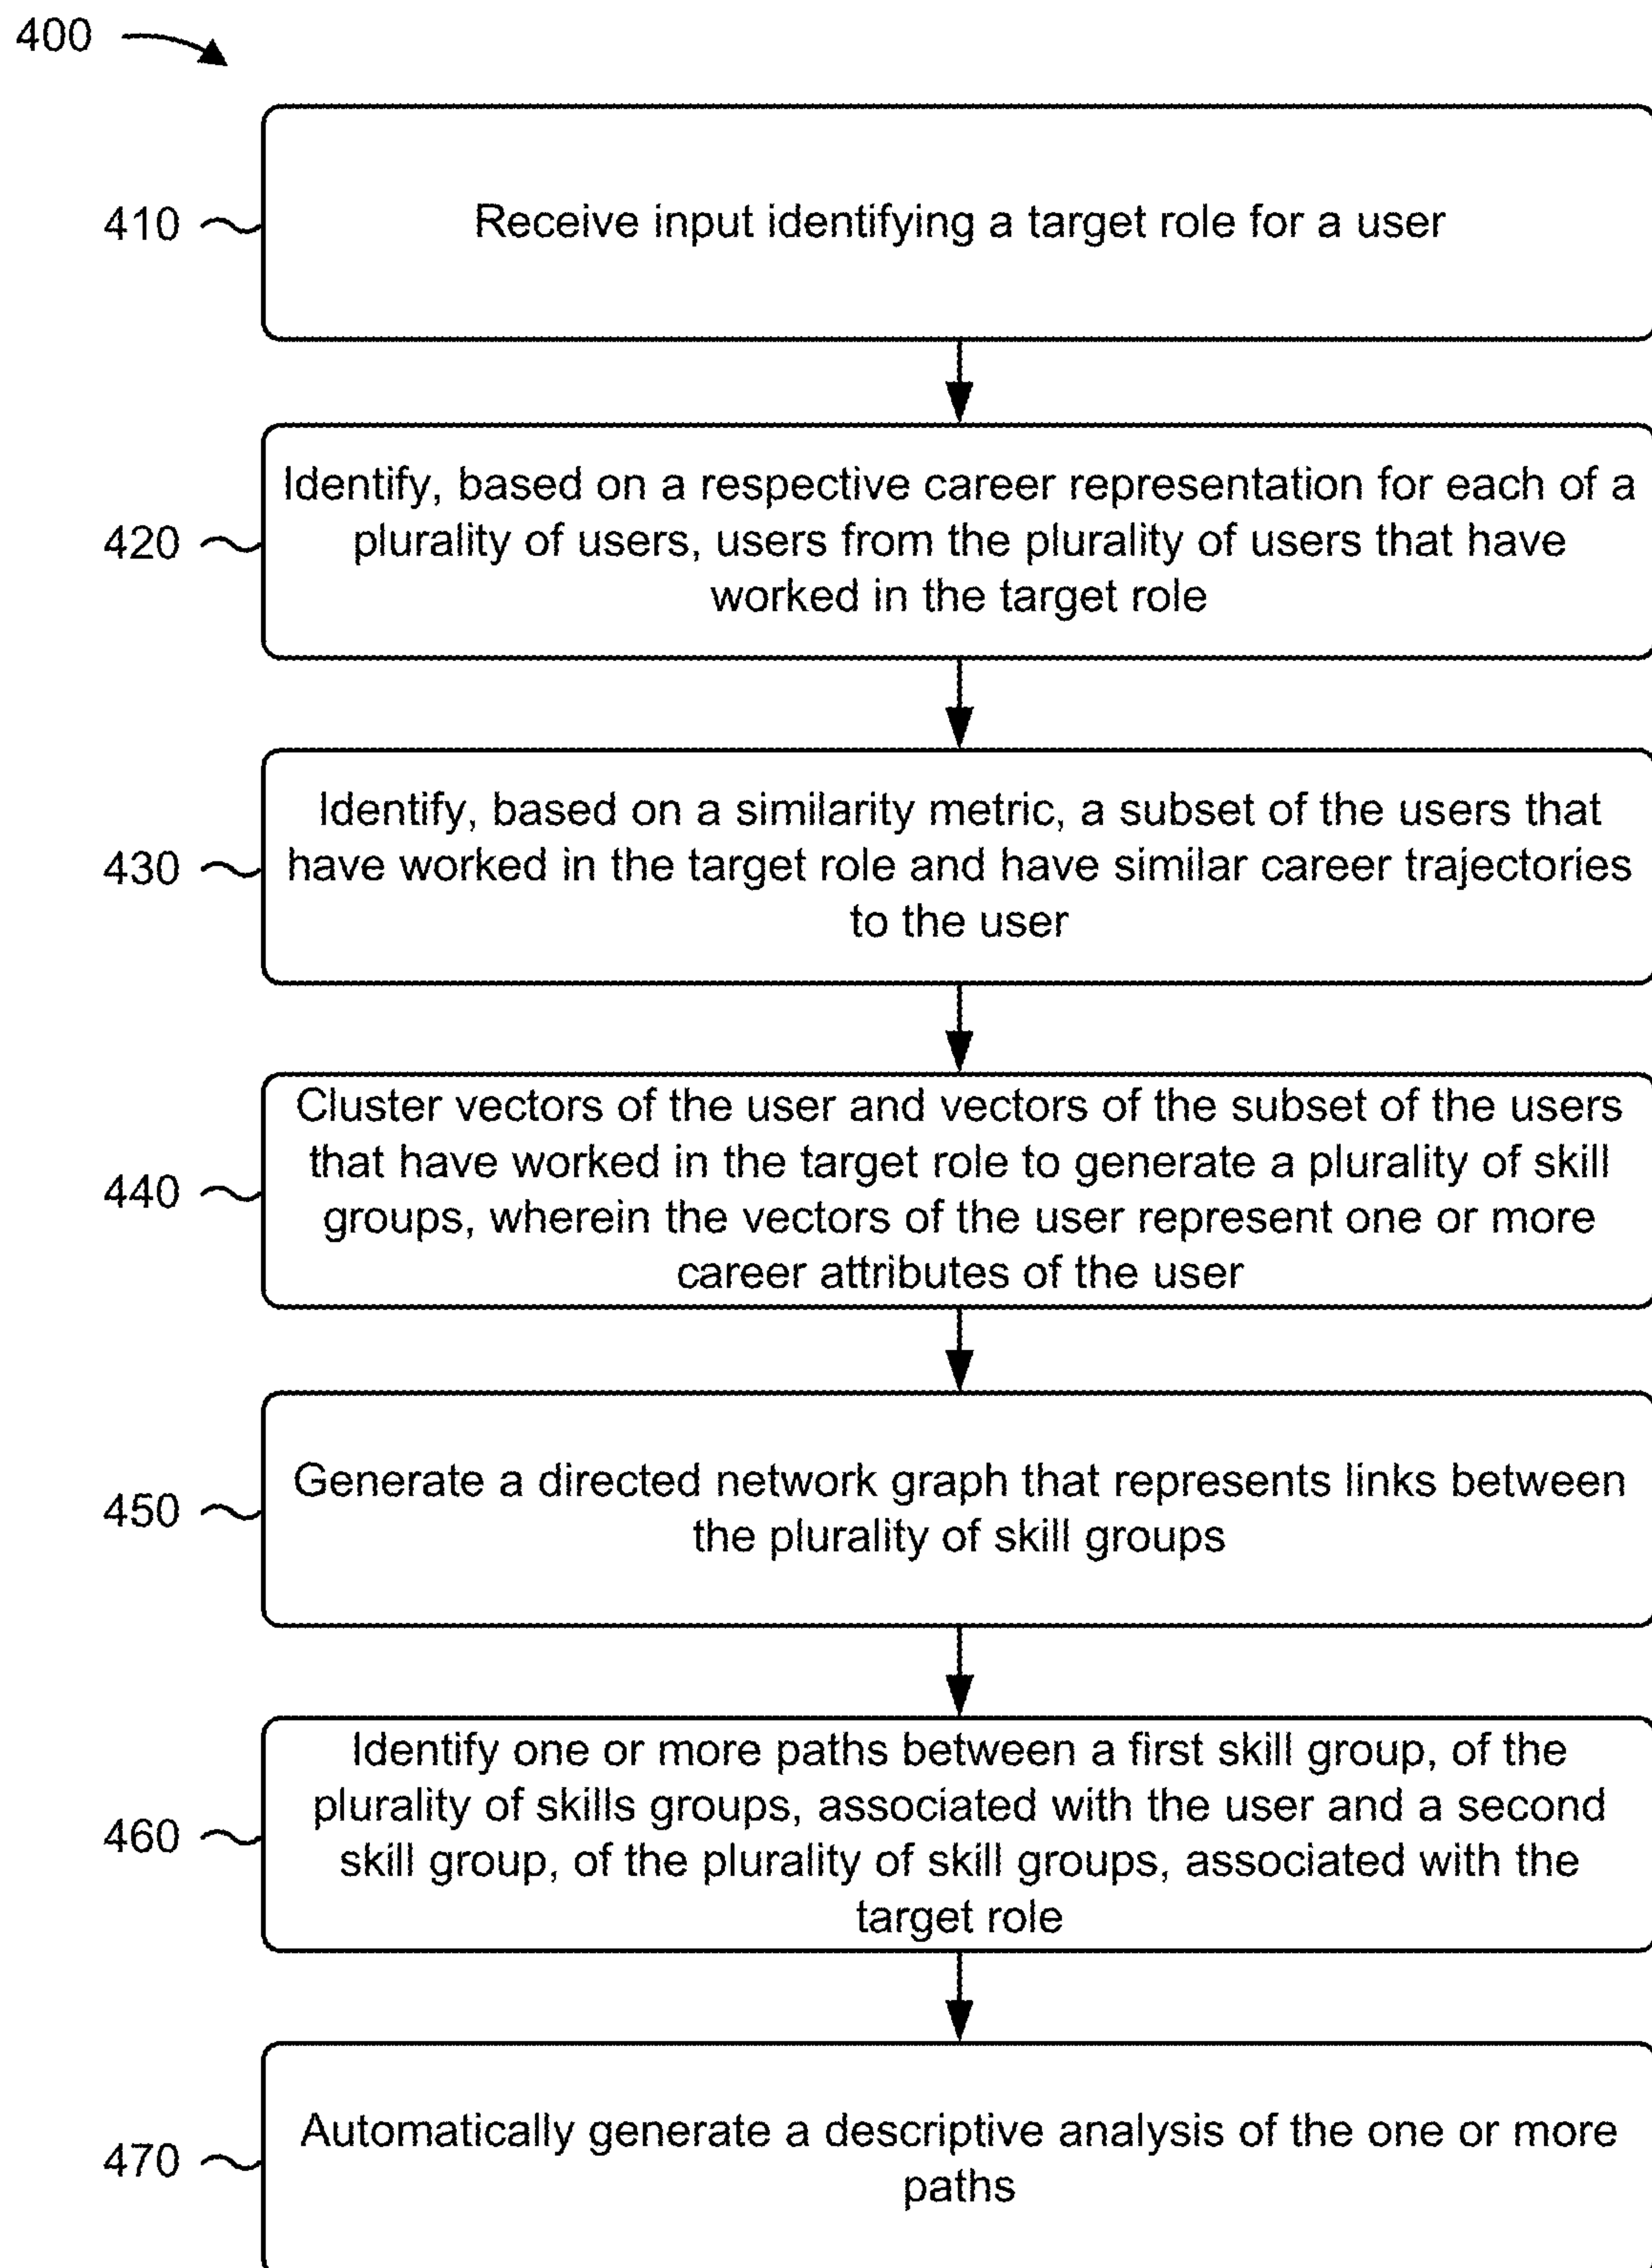 400
410
Receive input identifying a target role for a user
420
Identify, based on a respective career representation for each of a
plurality of users, users from the plurality of users that have
worked in the target role
430
Identify, based on a similarity metric, a subset of the users that
have worked in the target role and have similar career trajectories
to the user
440
Cluster vectors of the user and vectors of the subset of the users
that have worked in the target role to generate a plurality of skill
groups, wherein the vectors of the user represent one or more
career attributes of the user
450
Generate a directed network graph that represents links between
the plurality of skill groups
460
Identify one or more paths between a first skill group, of the
plurality of skills groups, associated with the user and a second
skill group, of the plurality of skill groups, associated with the
target role
470
Automatically generate a descriptive analysis of the one or more
paths